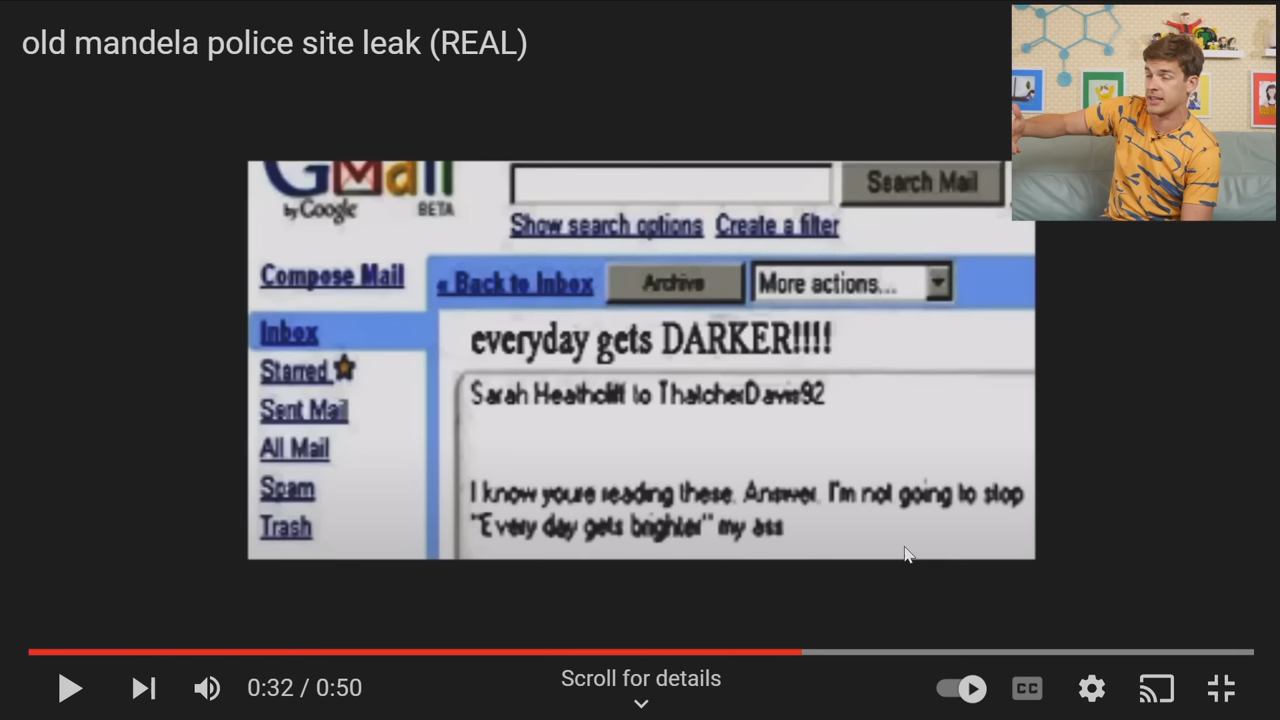 old mandela police site leak (REAL)
GMail
by Google BETA
Search Mail
Show search options Create a filter
Compose Mail
« Back to Inbox Archive More actions...
Inbox
everyday gets DARKER!!!!
Starred
Sarah Heathcliff to ThatcherDavis92
Sent Mail
All Mail
Spam
I know youre reading these. Answer. I'm not going to stop
Trash
"Every day gets brighter" my ass
0:32 / 0:50
Scroll for details
CC